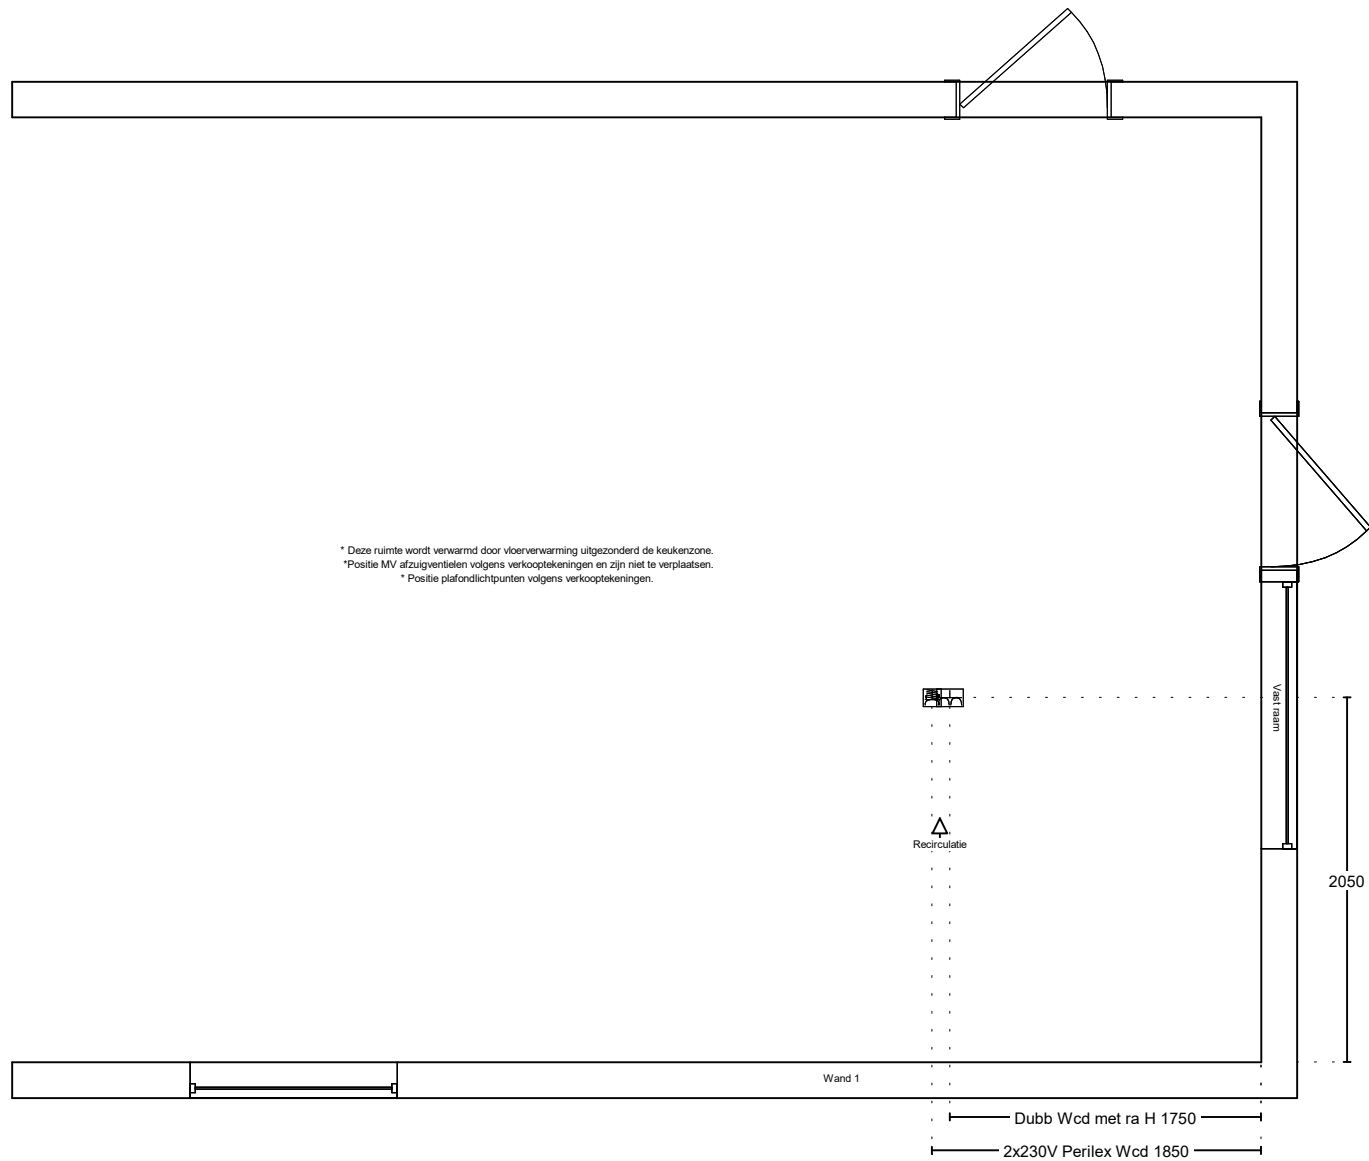 * Deze ruimte wordt verwarmd door vloerverwarming uitgezonderd de keukenzone.
*Positie MV afzuigventielen volgens verkooptekeningen en zijn niet te verplaatsen.
* Positie plafondlichtpunten volgens verkooptekeningen.
Vast raam
Recirculatie
2050
Wand 1
Dubb Wcd met ra H 1750
2x230V Perilex Wcd 1850